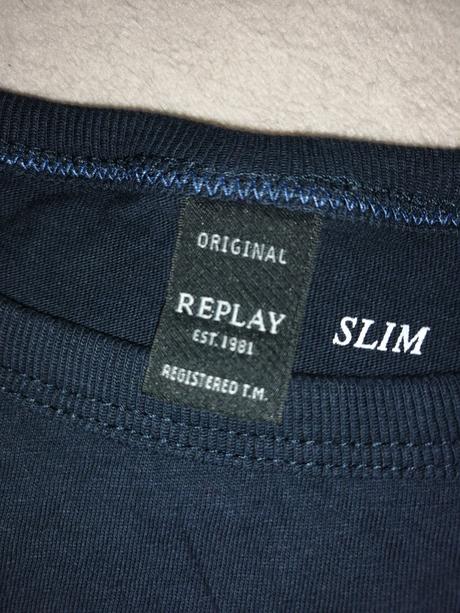 ORIGINAL
REPLAY
EST. 1981
REGISTERED T.M.
SLIM